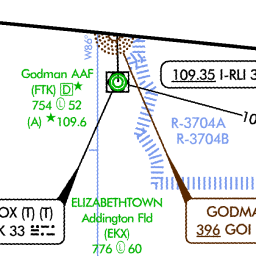 W86°
Godman AAF
(FTK) D★
754 Ⓛ 52
(A) ★109.6
109.35 I-RLI
10
R-3704A
R-3704B
OX (T) (T)
K 33
ELIZABETHTOWN
Addington Fld
(EKX)
776 Ⓛ 60
GODMA
396 GOI